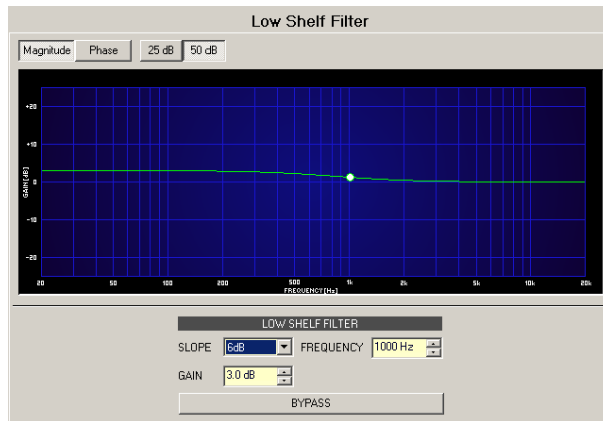 Low Shelf Filter
Magnitude Phase 25 dB 50 dB
+20
+10
0
-10
-20
GAIN[dB]
20 50 100 200 500 1k 2k 5k 10k 20k
FREQUENCY[Hz]
LOW SHELF FILTER
SLOPE 6dB FREQUENCY 1000 Hz
GAIN 3.0 dB
BYPASS